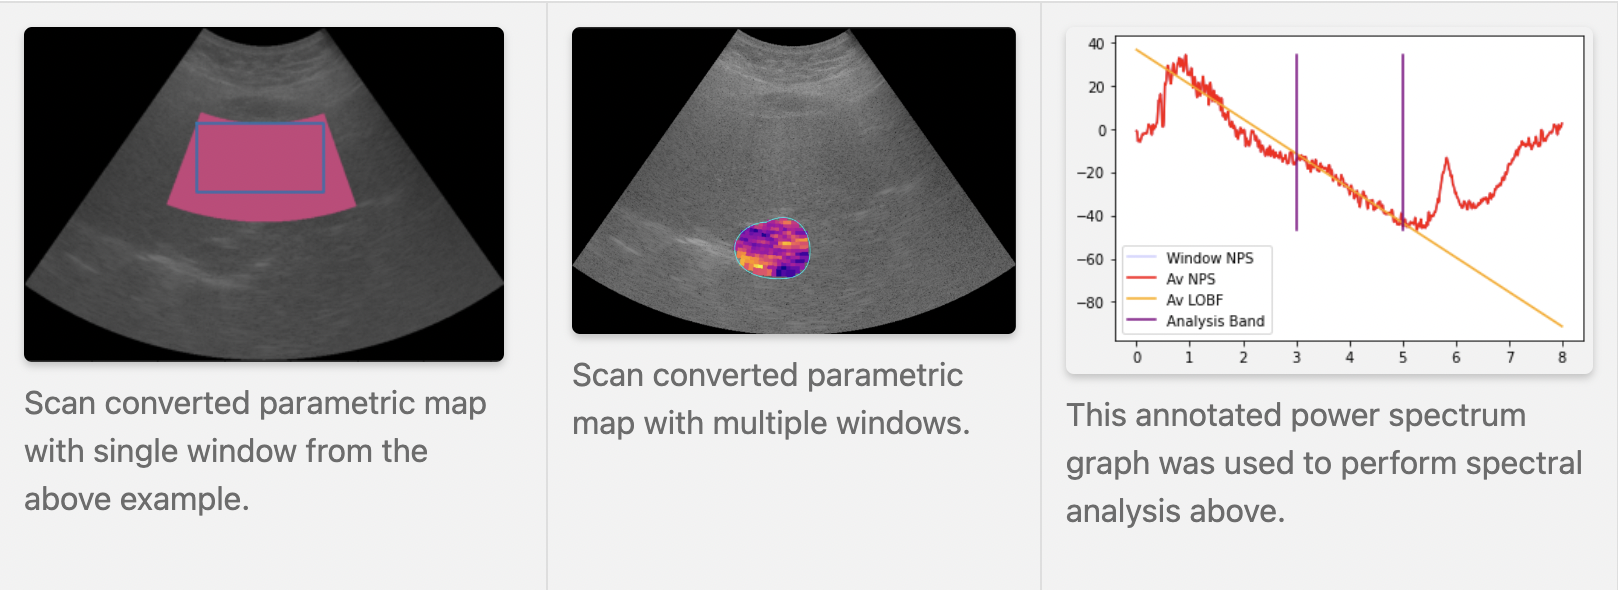 Scan converted parametric map
with single window from the
above example.
Scan converted parametric
map with multiple windows.
40
20
0
−20
−40
−60
−80
Window NPS
Av NPS
Av LOBF
Analysis Band
0 1 2 3 4 5 6 7 8
This annotated power spectrum
graph was used to perform spectral
analysis above.